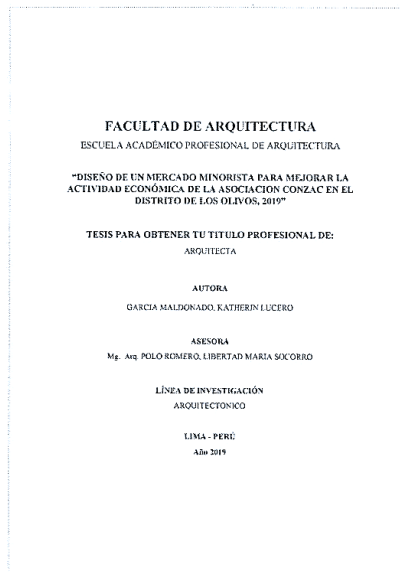 FACULTAD DE ARQUITECTURA
ESCUELA ACADÉMICO PROFESIONAL DE ARQUITECTURA
“DISEÑO DE UN MERCADO MINORISTA PARA MEJORAR LA
ACTIVIDAD ECONÓMICA DE LA ASOCIACION CONZAC EN EL
DISTRITO DE LOS OLIVOS, 2019”
TESIS PARA OBTENER TU TITULO PROFESIONAL DE:
ARQUITECTA
AUTORA
GARCIA MALDONADO, KATHERIN LUCERO
ASESORA
Mg. Arq. POLO ROMERO, LIBERTAD MARIA SOCORRO
LÍNEA DE INVESTIGACIÓN
ARQUITECTONICO
LIMA - PERÚ
Año 2019